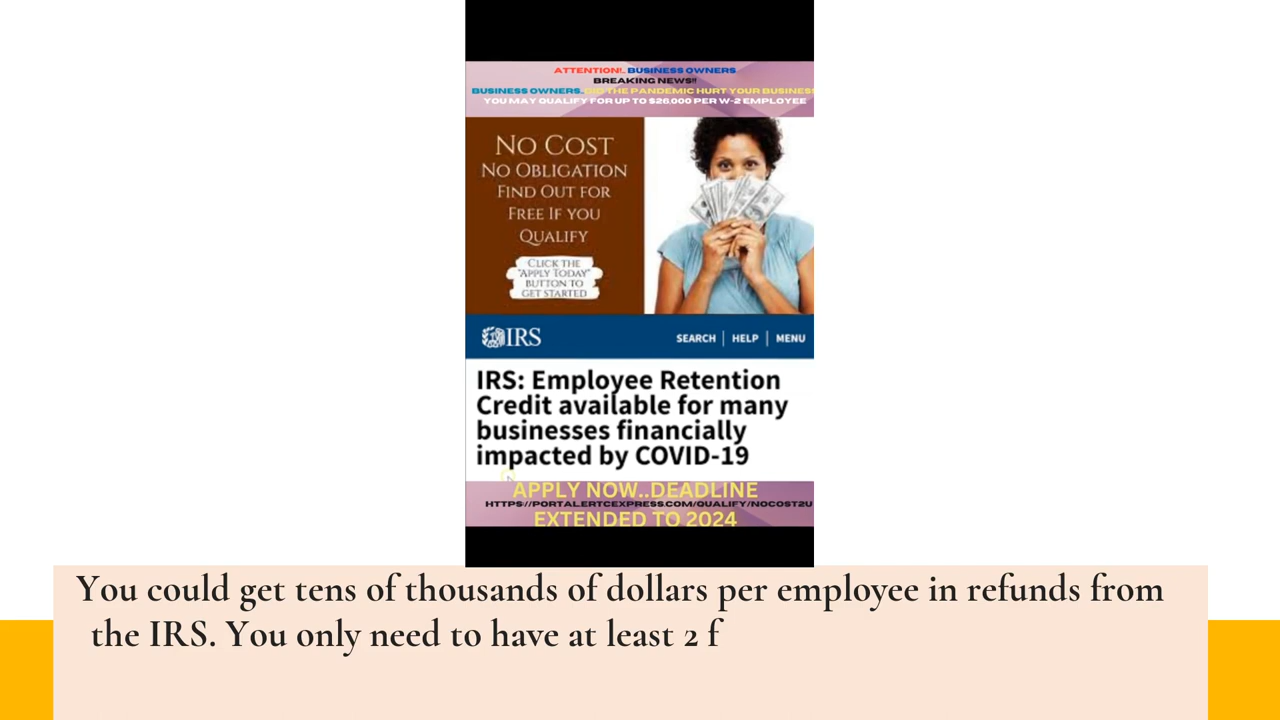 ATTENTION!.. BUSINESS OWNERS
BREAKING NEWS!!
BUSINESS OWNERS. DID THE PANDEMIC HURT YOUR BUSINESS
YOU MAY QUALIFY FOR UP TO $26.000 PER W-2 EMPLOYEE
NO COST
NO OBLIGATION
FIND OUT FOR
FREE IF YOU
QUALIFY
CLICK THE
"APPLY TODAY"
BUTTON TO
GET STARTED
IRS
SEARCH | HELP | MENU
IRS: Employee Retention
Credit available for many
businesses financially
impacted by COVID-19
APPLY NOW..DEADLINE
HTTPS://PORTALERTCEXPRESS.COM/QUALIFY/NOCOST2U
EXTENDED TO 2024
You could get tens of thousands of dollars per employee in refunds from
the IRS. You only need to have at least 2 f